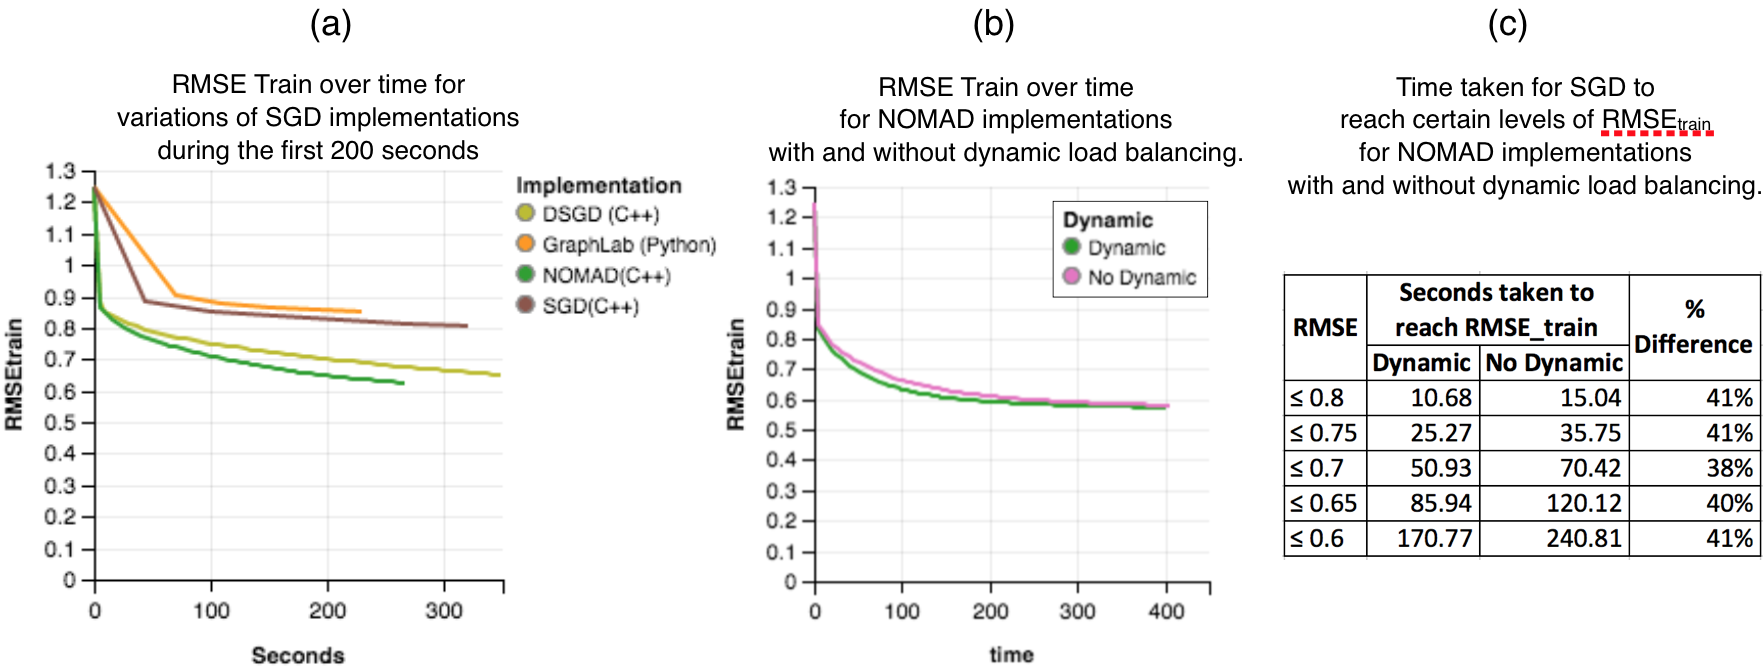 (a)
RMSE Train over time for
variations of SGD implementations
during the first 200 seconds
1.3
1.2
1.1
1
0.9
0.8
0.7
0.6
0.5
0.4
0.3
0.2
0.1
0
RMSEtrain
0 100 200 300
Seconds
Implementation
DSGD (C++)
GraphLab (Python)
NOMAD(C++)
SGD(C++)
(b)
RMSE Train over time
for NOMAD implementations
with and without dynamic load balancing.
1.3
1.2
1.1
1
0.9
0.8
0.7
0.6
0.5
0.4
0.3
0.2
0.1
0
RMSEtrain
0 100 200 300 400
time
Dynamic
Dynamic
No Dynamic
(c)
Time taken for SGD to
reach certain levels of RMSEtrain
for NOMAD implementations
with and without dynamic load balancing.
RMSE
Seconds taken to
reach RMSE_train
%
Difference
Dynamic No Dynamic
≤ 0.8 10.68 15.04 41%
≤ 0.75 25.27 35.75 41%
≤ 0.7 50.93 70.42 38%
≤ 0.65 85.94 120.12 40%
≤ 0.6 170.77 240.81 41%